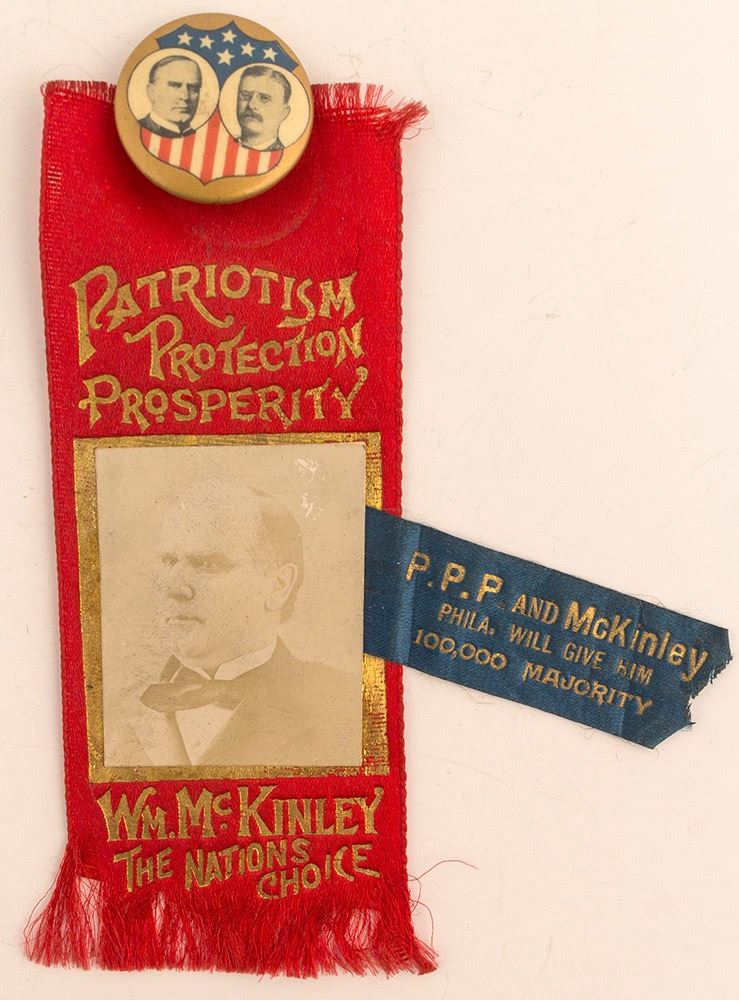 PATRIOTISM
PROTECTION
PROSPERITY
P.P.P. AND McKinley
PHILA. WILL GIVE HIM
100,000 MAJORITY
WM. McKINLEY
THE NATIONS
CHOICE